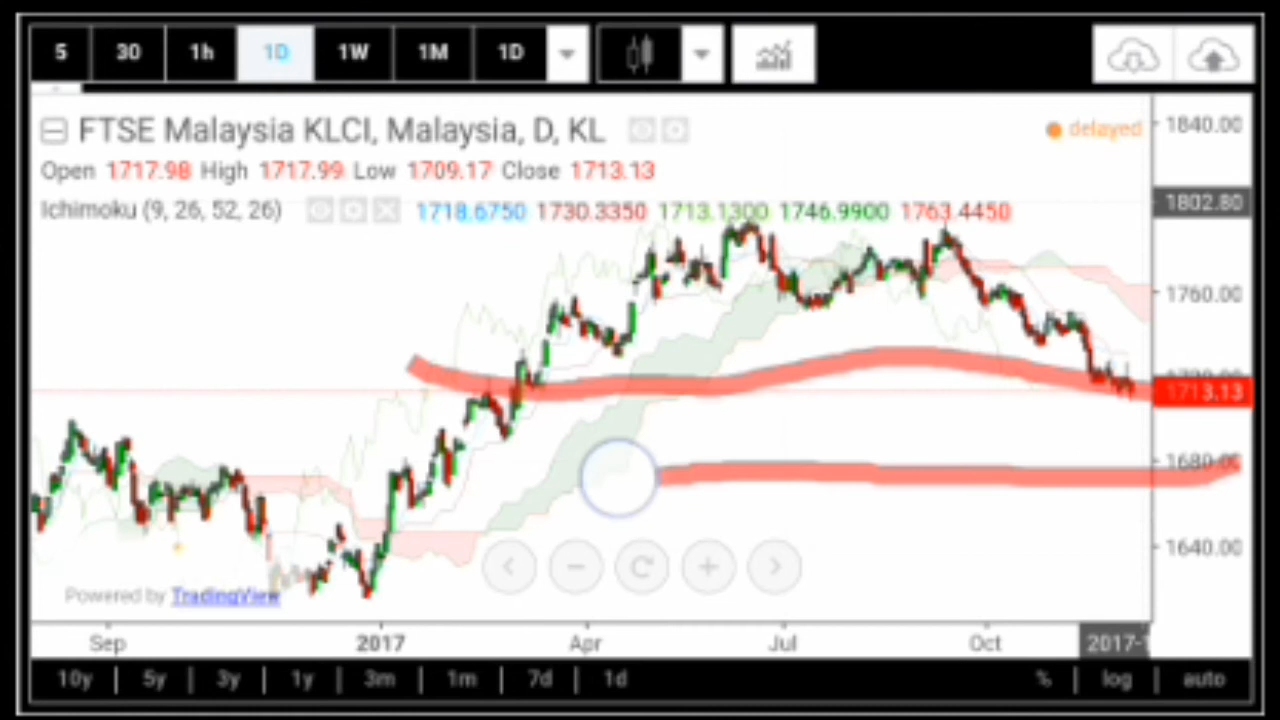 5 30 1h 1D 1W 1M 1D
FTSE Malaysia KLCI, Malaysia, D, KL
delayed
1840.00
Open 1717.98 High 1717.99 Low 1709.17 Close 1713.13
Ichimoku (9, 26, 52, 26) 1718.6750 1730.3350 1713.1300 1746.9900 1763.4450
1802.80
1760.00
1713.13
1680.00
1640.00
Powered by TradingView
Sep 2017 Apr Jul Oct 2017-1
10y 5y 3y 1y 3m 1m 7d 1d % log auto